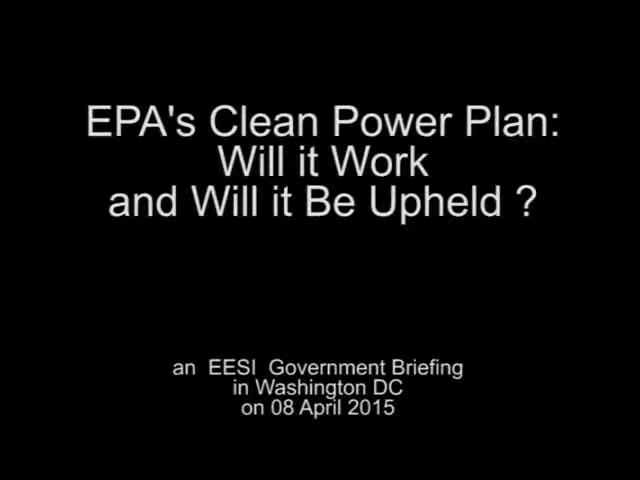 EPA's Clean Power Plan:
Will it Work
and Will it Be Upheld ?
an EESI Government Briefing
in Washington DC
on 08 April 2015